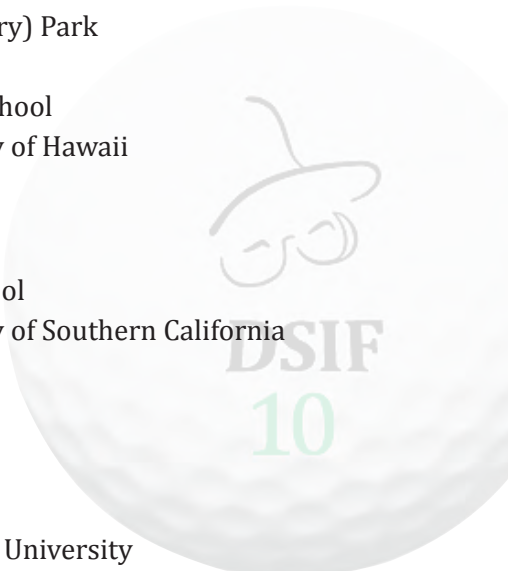 ry) Park
hool
y of Hawaii
ol
y of Southern California
DSIF
10
University